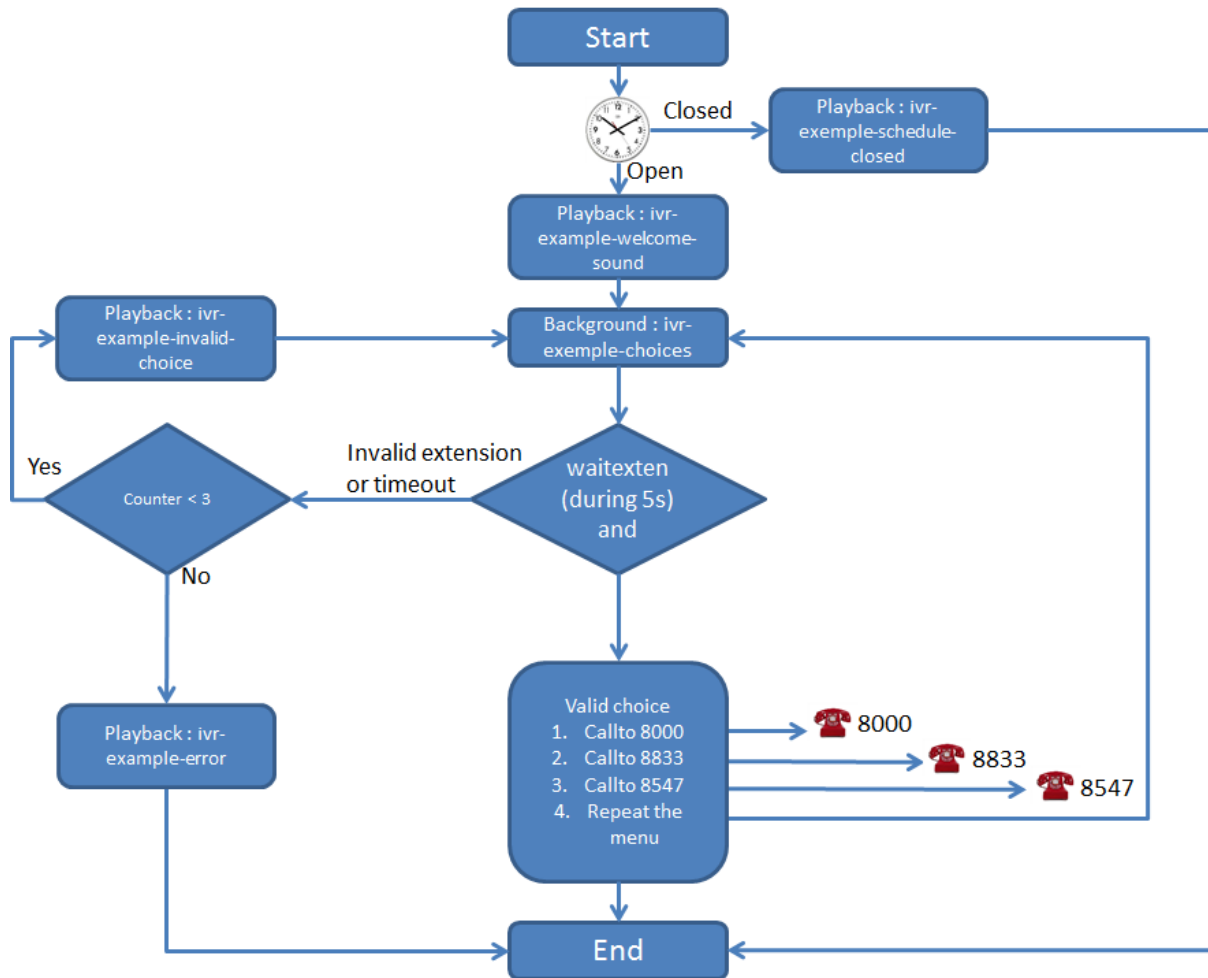 Start
Closed
Playback : ivr-
exemple-schedule-
closed
Open
Playback : ivr-
example-welcome-
sound
Playback : ivr-
example-invalid-
choice
Background : ivr-
exemple-choices
Yes
Counter < 3
Invalid extension
or timeout
waitexten
(during 5s)
and
No
Playback : ivr-
example-error
Valid choice
1. Callto 8000
2. Callto 8833
3. Callto 8547
4. Repeat the
menu
8000
8833
8547
End